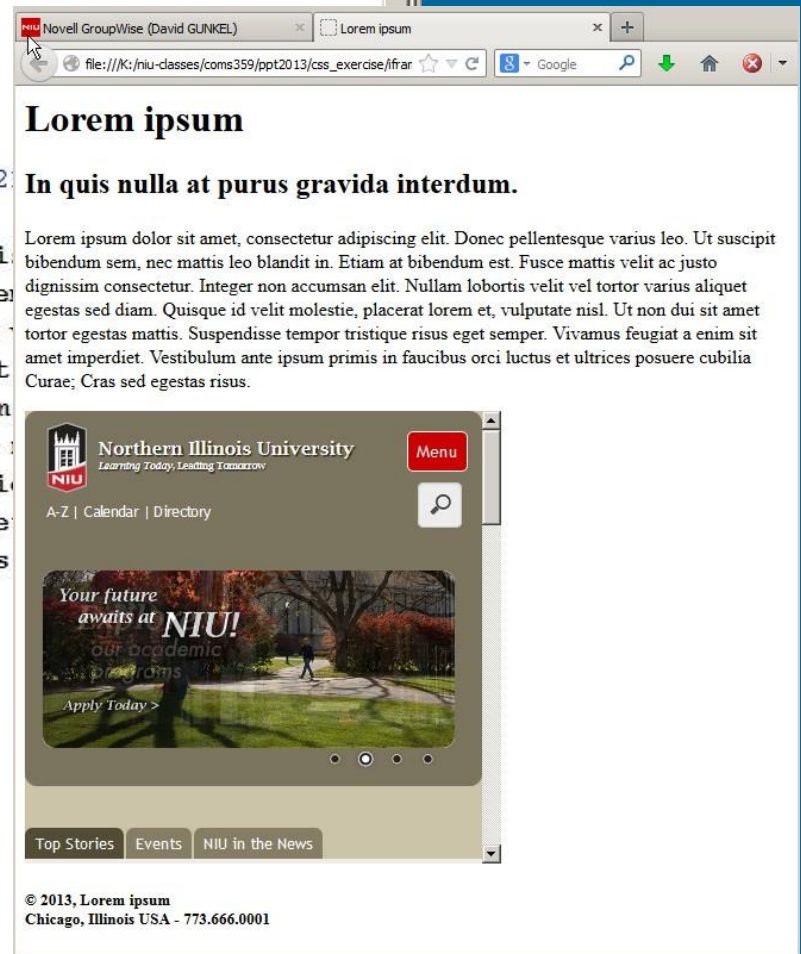 Novell GroupWise (David GUNKEL)
Lorem ipsum
file:///K:/niu-classes/coms359/ppt2013/css_exercise/ifrar
Google
Lorem ipsum
In quis nulla at purus gravida interdum.
Lorem ipsum dolor sit amet, consectetur adipiscing elit. Donec pellentesque varius leo. Ut suscipit
bibendum sem, nec mattis leo blandit in. Etiam at bibendum est. Fusce mattis velit ac justo
dignissim consectetur. Integer non accumsan elit. Nullam lobortis velit vel tortor varius aliquet
egestas sed diam. Quisque id velit molestie, placerat lorem et, vulputate nisl. Ut non dui sit amet
tortor egestas mattis. Suspendisse tempor tristique risus eget semper. Vivamus feugiat a enim sit
amet imperdiet. Vestibulum ante ipsum primis in faucibus orci luctus et ultrices posuere cubilia
Curae; Cras sed egestas risus.
NIU
Northern Illinois University
Learning Today, Leading Tomorrow
Menu
A-Z | Calendar | Directory
Your future
awaits at NIU!
our academic
programs
Apply Today >
Top Stories
Events
NIU in the News
© 2013, Lorem ipsum
Chicago, Illinois USA - 773.666.0001